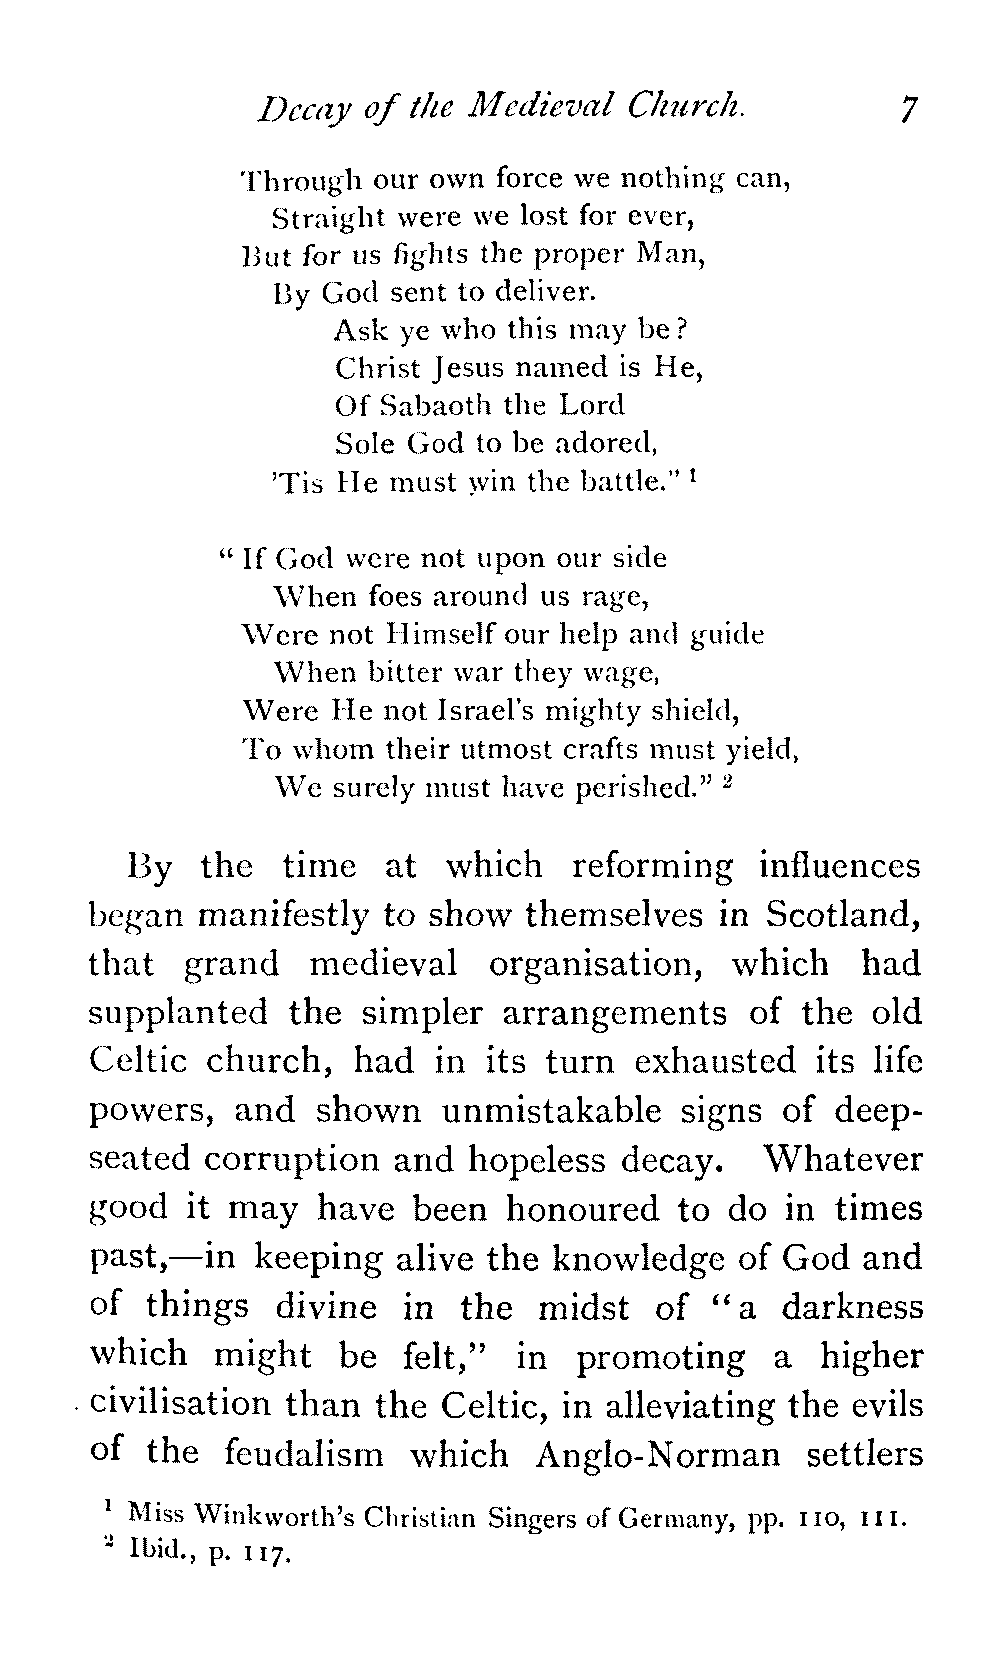 Decay of the Medieval Church. 7
Through our own force we nothing can,
Straight were we lost for ever,
But for us fights the proper Man,
By God sent to deliver.
Ask ye who this may be?
Christ Jesus named is He,
Of Sabaoth the Lord
Sole God to be adored,
'Tis He must win the battle." 1
" If God were not upon our side
When foes around us rage,
Were not Himself our help and guide
When bitter war they wage,
Were He not Israel's mighty shield,
To whom their utmost crafts must yield,
We surely must have perished." 2
By the time at which reforming influences
began manifestly to show themselves in Scotland,
that grand medieval organisation, which had
supplanted the simpler arrangements of the old
Celtic church, had in its turn exhausted its life
powers, and shown unmistakable signs of deep-
seated corruption and hopeless decay. Whatever
good it may have been honoured to do in times
past,—in keeping alive the knowledge of God and
of things divine in the midst of "a darkness
which might be felt," in promoting a higher
civilisation than the Celtic, in alleviating the evils
of the feudalism which Anglo-Norman settlers
1 Miss Winkworth's Christian Singers of Germany, pp. 110, 111.
2 Ibid., p. 117.